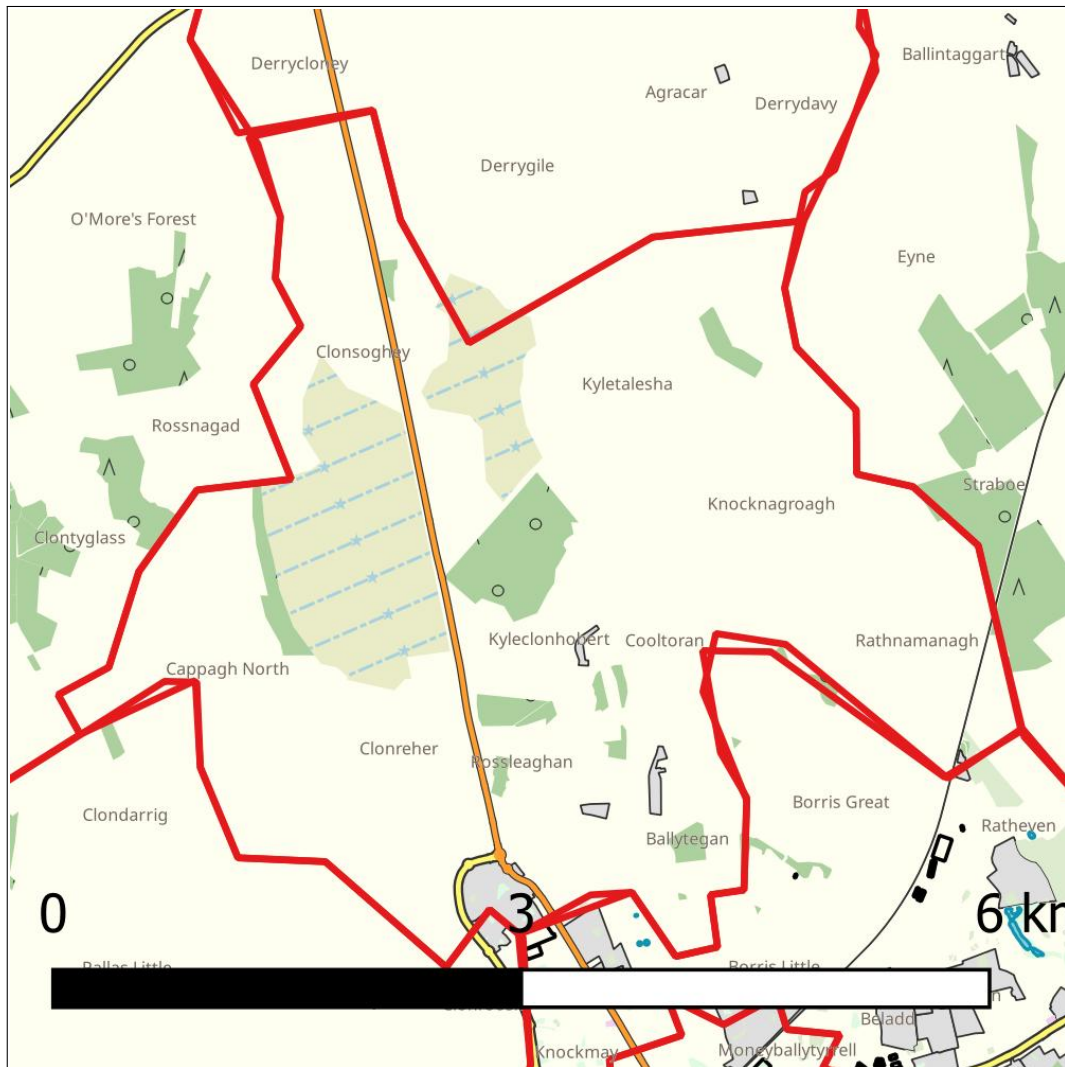 Derrycloney
Ballintaggart
Agracar
Derrydavy
Derrygile
O'More's Forest
Eyne
Clonsoghey
Kyletalesha
Rossnagad
Straboe
Knocknagroagh
Clontyglass
Kyleclonhobert
Cooltoran
Rathnamanagh
Cappagh North
Clonreher
Rossleaghan
Borris Great
Clondarrig
Ratheven
Ballytegan
0
3
6 km
Pallas Little
Borris Little
Beladd
Knockmay
Moneyballytyrrell